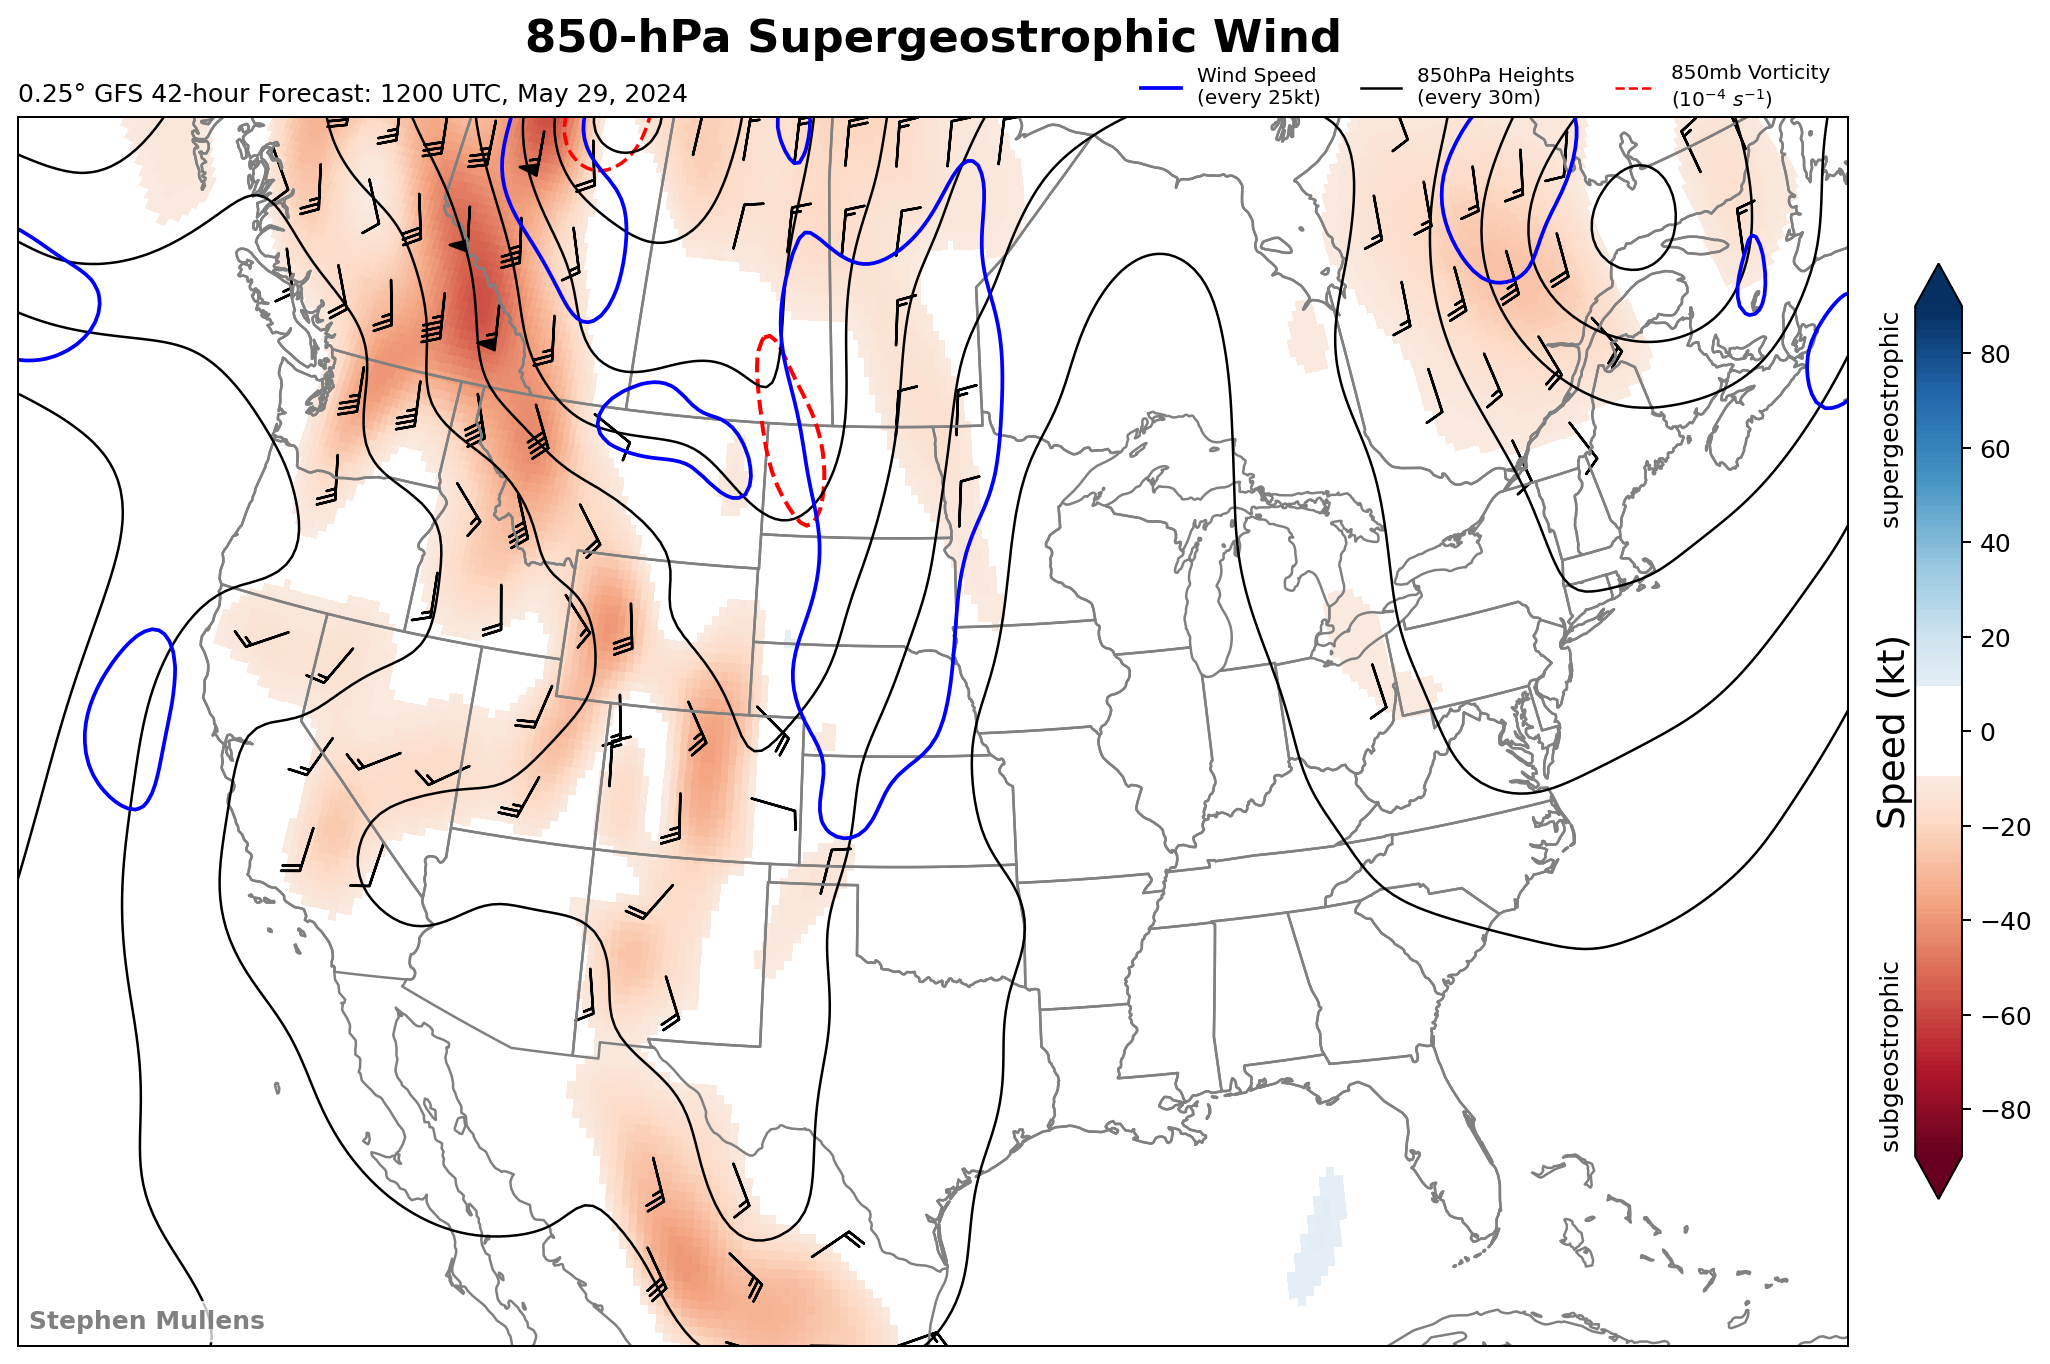 850-hPa Supergeostrophic Wind
0.25° GFS 42-hour Forecast: 1200 UTC, May 29, 2024
Wind Speed
(every 25kt)
850hPa Heights
(every 30m)
850mb Vorticity
(10⁻⁴ s⁻¹)
supergeostrophic
Speed (kt)
subgeostrophic
80
60
40
20
0
−20
−40
−60
−80
Stephen Mullens